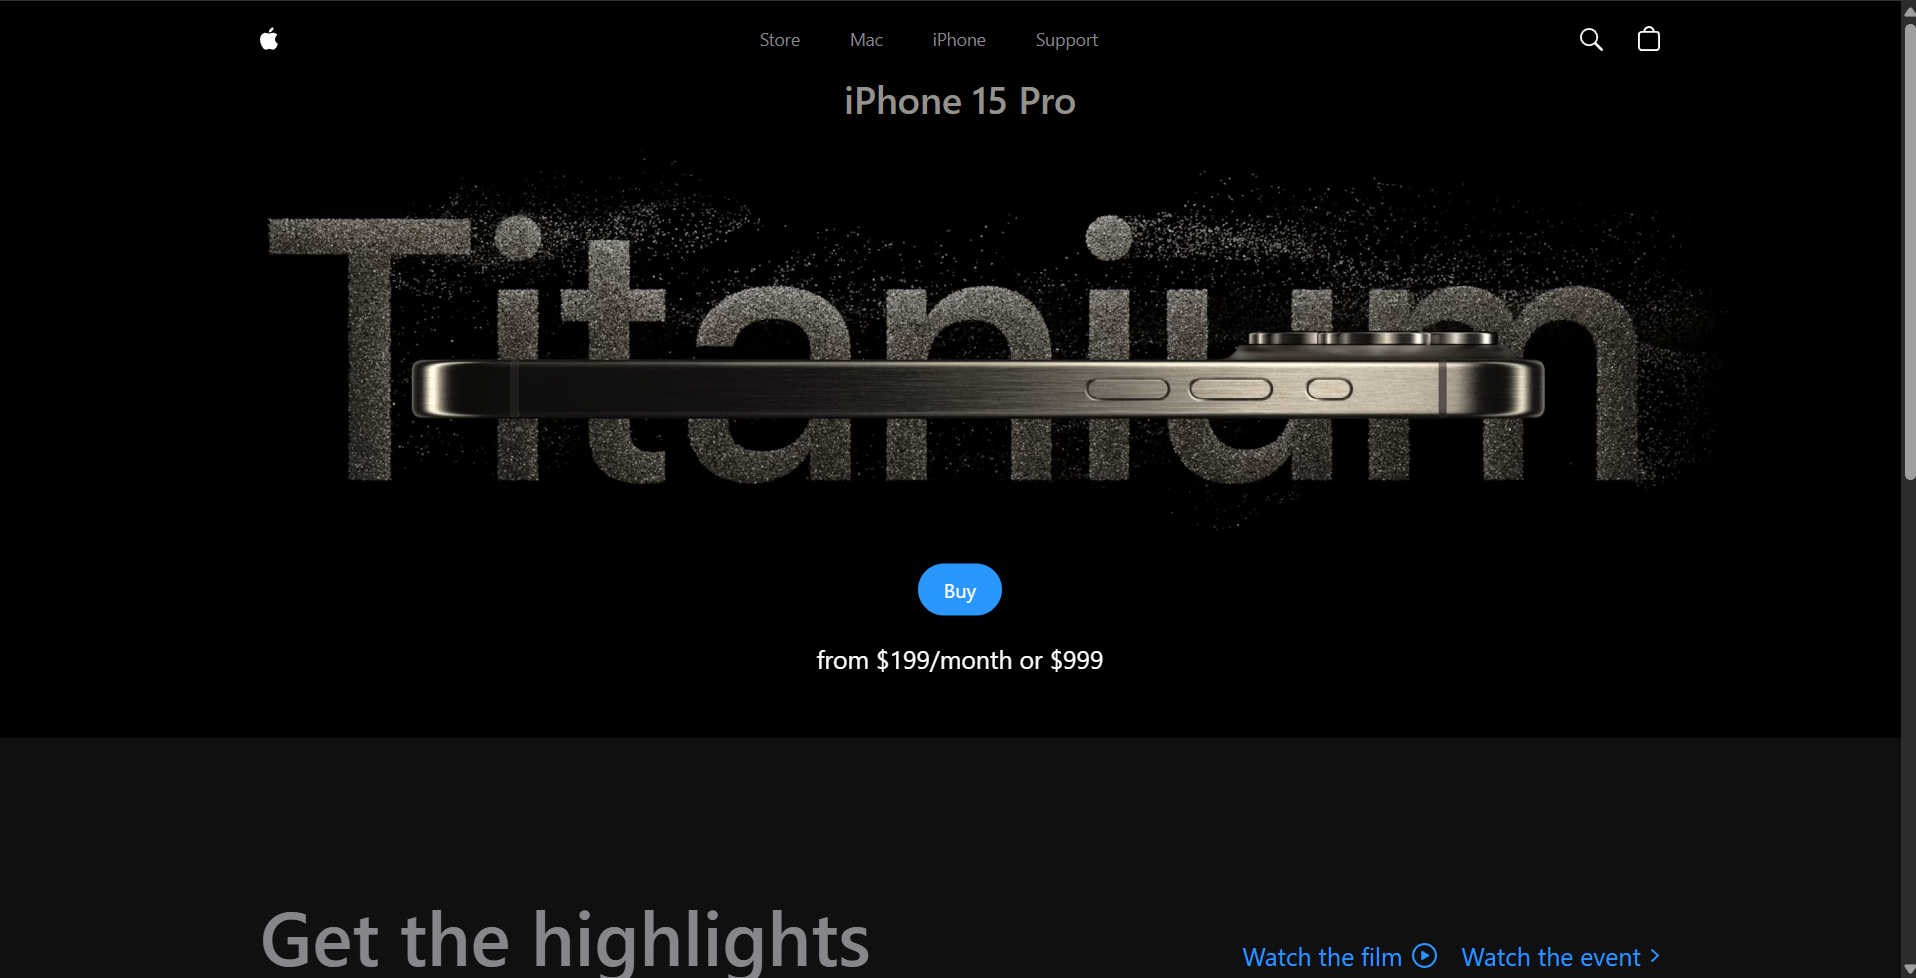 Store Mac iPhone Support
iPhone 15 Pro
Titanium
Buy
from $199/month or $999
Get the highlights
Watch the film Watch the event